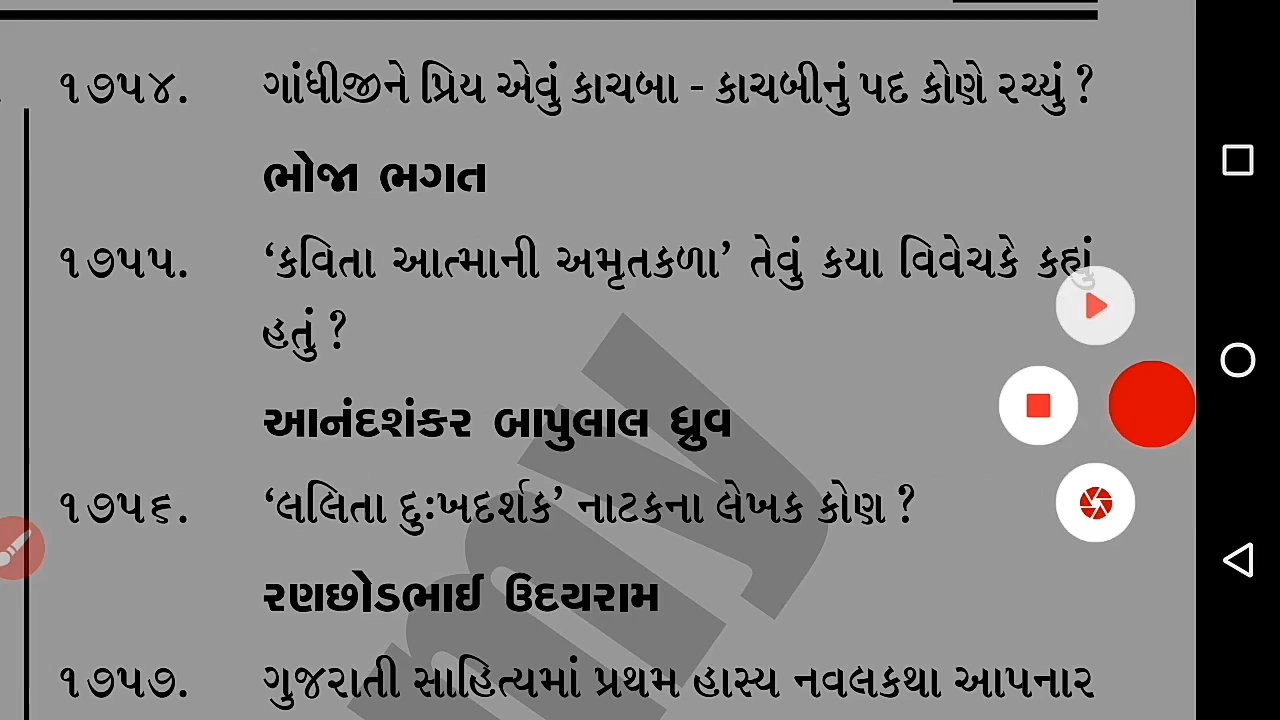 ૧૭૫૪. ગાંધીજીને પ્રિય એવું કાચબા - કાચબીનું પદ કોણે રચ્યું ?
ભોજા ભગત
૧૭૫૫. ‘કવિતા આત્માની અમૃતકળા’ તેવું કયા વિવેચકે કહ્યું
હતું ?
આનંદશંકર બાપુલાલ ધ્રુવ
૧૭૫૬. ‘લલિતા દુઃખદર્શક’ નાટકના લેખક કોણ ?
રણછોડભાઈ ઉદયરામ
૧૭૫૭. ગુજરાતી સાહિત્યમાં પ્રથમ હાસ્ય નવલકથા આપનાર